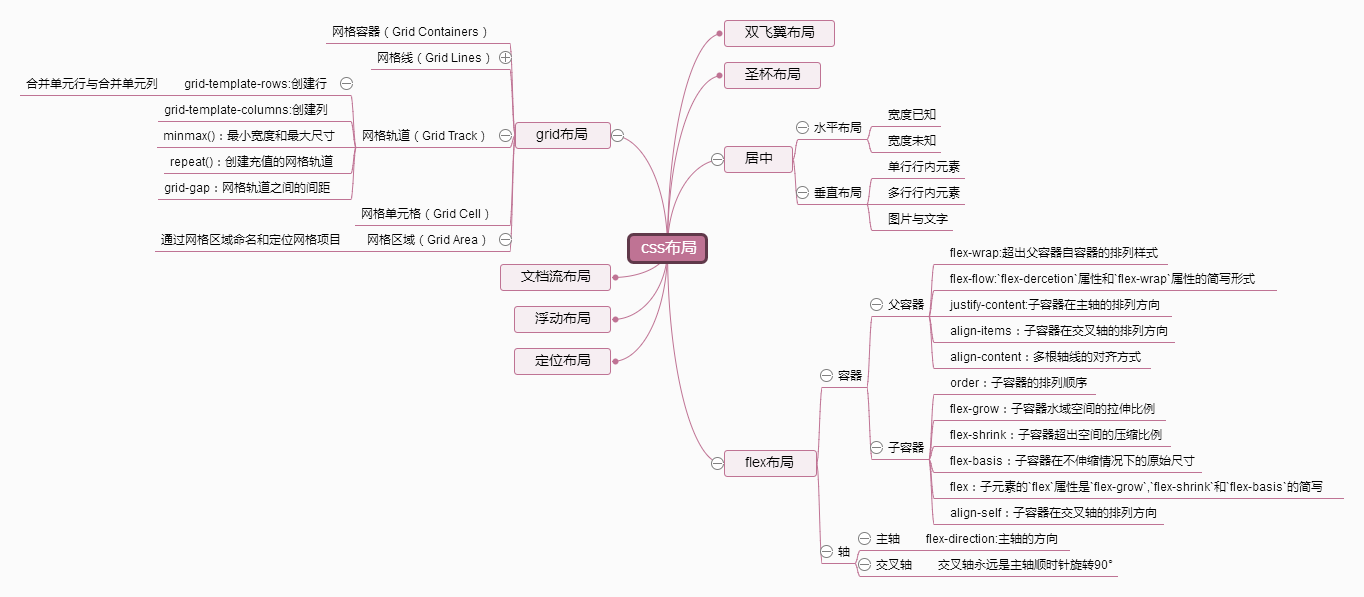 css布局
双飞翼布局
圣杯布局
居中
水平布局
宽度已知
宽度未知
垂直布局
单行行内元素
多行行内元素
图片与文字
flex布局
容器
父容器
flex-wrap:超出父容器自容器的排列样式
flex-flow:`flex-dercetion`属性和`flex-wrap`属性的简写形式
justify-content:子容器在主轴的排列方向
align-items：子容器在交叉轴的排列方向
align-content：多根轴线的对齐方式
子容器
order：子容器的排列顺序
flex-grow：子容器水域空间的拉伸比例
flex-shrink：子容器超出空间的压缩比例
flex-basis：子容器在不伸缩情况下的原始尺寸
flex：子元素的`flex`属性是`flex-grow`,`flex-shrink`和`flex-basis`的简写
align-self：子容器在交叉轴的排列方向
轴
主轴
flex-direction:主轴的方向
交叉轴
交叉轴永远是主轴顺时针旋转90°
grid布局
网格容器（Grid Containers）
网格线（Grid Lines）
网格轨道（Grid Track）
grid-template-rows:创建行
合并单元行与合并单元列
grid-template-columns:创建列
minmax()：最小宽度和最大尺寸
repeat()：创建充值的网格轨道
grid-gap：网格轨道之间的间距
网格单元格（Grid Cell）
网格区域（Grid Area）
通过网格区域命名和定位网格项目
文档流布局
浮动布局
定位布局